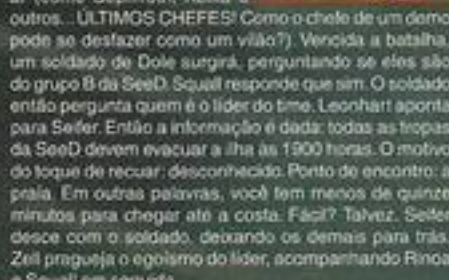 outros... ÚLTIMOS CHEFES! Como o chefe de um demo
pode se desfazer como um vilão?). Vencida a batalha,
um soldado de Dole surgirá, perguntando se eles são
do grupo B da SeeD. Squall responde que sim. O soldado
então pergunta quem é o líder do time. Leonhart aponta
para Seifer. Então a informação é dada: todas as tropas
da SeeD devem evacuar a ilha às 1900 horas. O motivo
do toque de recuar: desconhecido. Ponto de encontro: a
praia. Em outras palavras, você tem menos de quinze
minutos para chegar até a costa. Fácil? Talvez. Seifer
desce com o soldado, deixando os demais para trás.
Zell pragueja o egoísmo do líder, acompanhando Rinoa
e Squall em seguida.